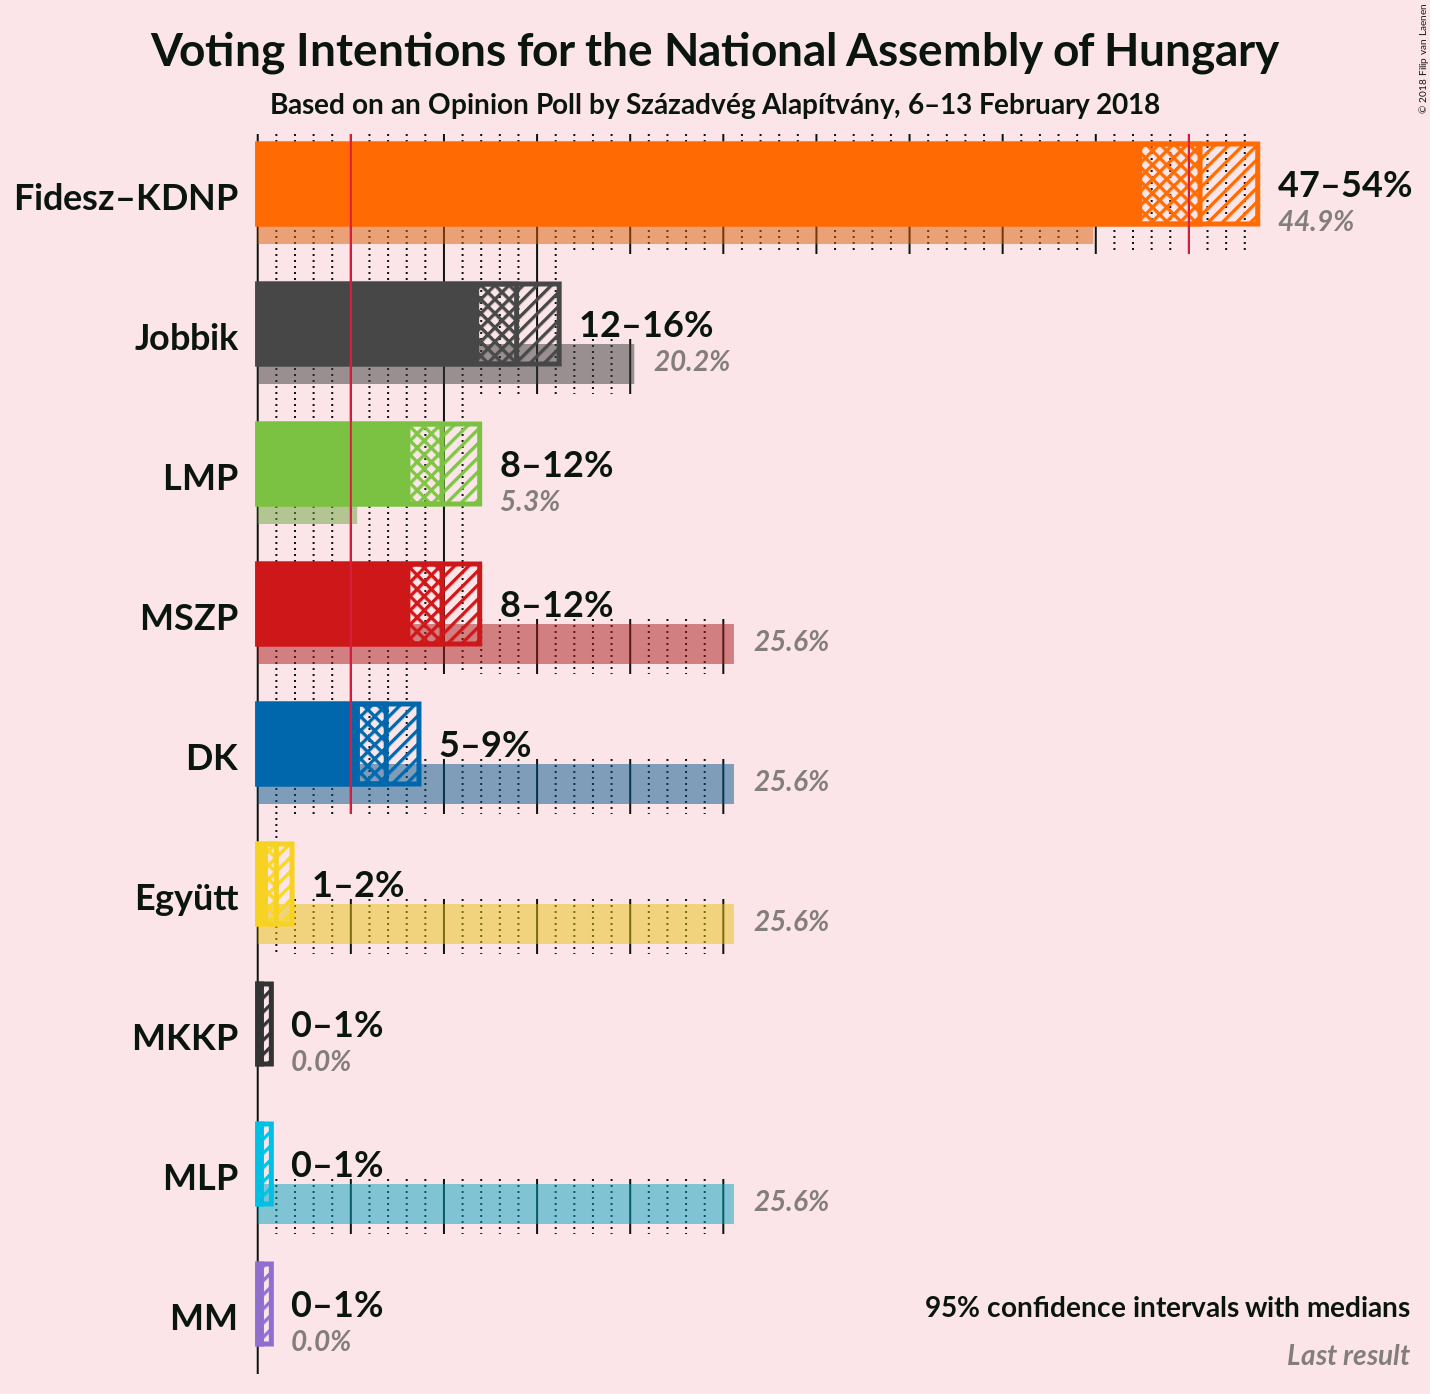 Voting Intentions for the National Assembly of Hungary
Based on an Opinion Poll by Századvég Alapítvány, 6–13 February 2018
© 2018 Filip van Laenen
Fidesz–KDNP
47–54%
44.9%
Jobbik
12–16%
20.2%
LMP
8–12%
5.3%
MSZP
8–12%
25.6%
DK
5–9%
25.6%
Együtt
1–2%
25.6%
MKKP
0–1%
0.0%
MLP
0–1%
25.6%
MM
0–1%
0.0%
95% confidence intervals with medians
Last result